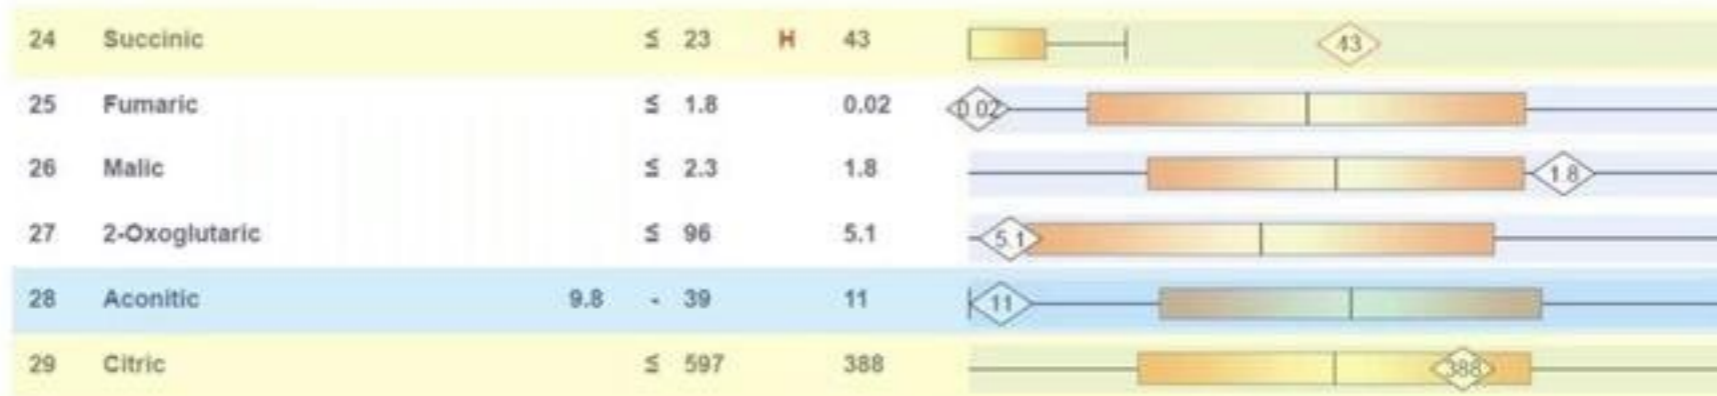 24 Succinic ≤ 23 H 43 43
25 Fumaric ≤ 1.8 0.02 0.02
26 Malic ≤ 2.3 1.8 1.8
27 2-Oxoglutaric ≤ 96 5.1 5.1
28 Aconitic 9.8 - 39 11 11
29 Citric ≤ 597 388 388